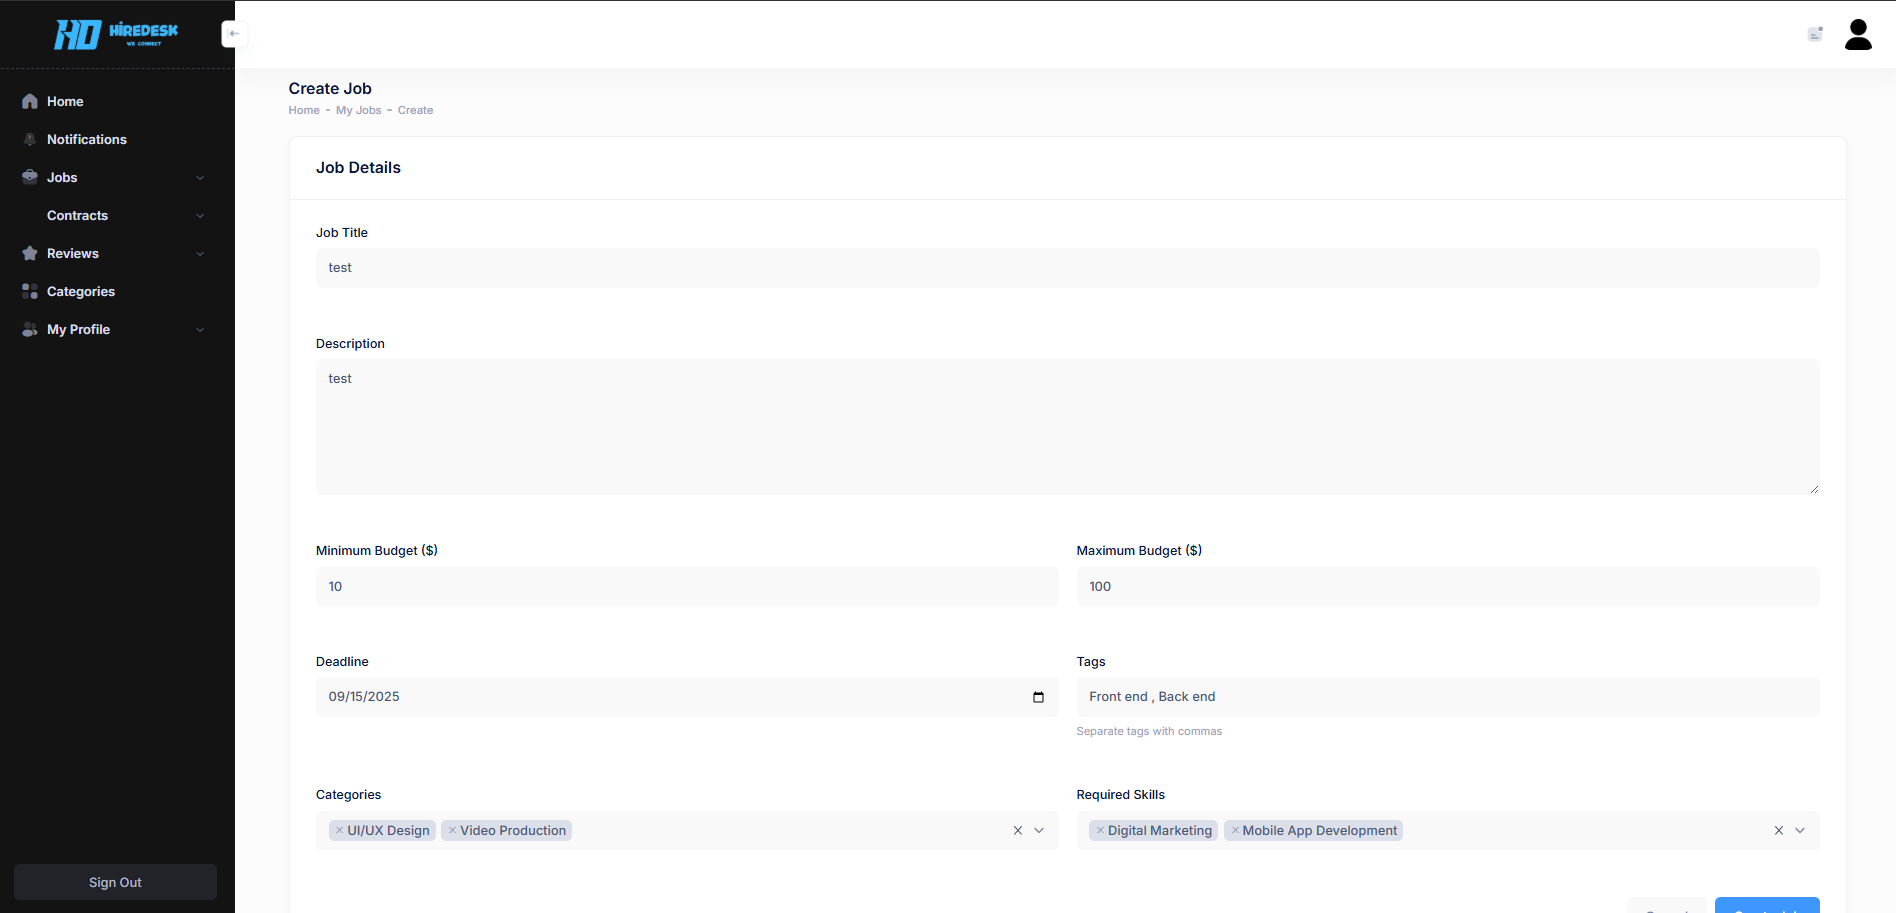 HD HiREDESK
WE CONNECT
Home
Notifications
Jobs
Contracts
Reviews
Categories
My Profile
Sign Out
Create Job
Home - My Jobs - Create
Job Details
Job Title
test
Description
test
Minimum Budget ($)
Maximum Budget ($)
10
100
Deadline
Tags
09/15/2025
Front end , Back end
Separate tags with commas
Categories
Required Skills
× UI/UX Design × Video Production
× Digital Marketing × Mobile App Development